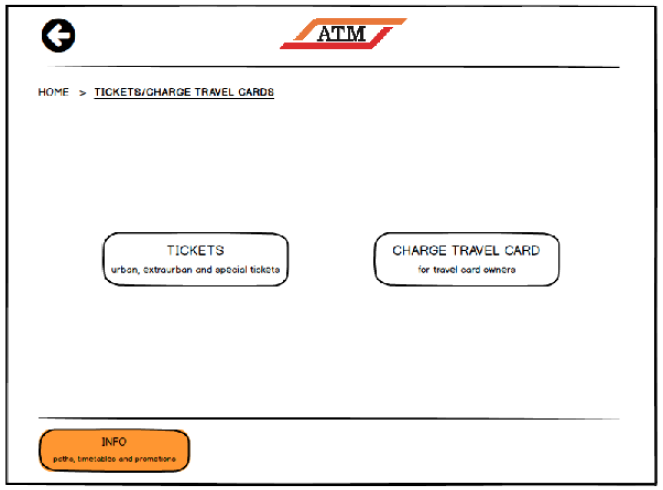 ATM
HOME > TICKETS/CHARGE TRAVEL CARDS
TICKETS
urban, extraurban and special tickets
CHARGE TRAVEL CARD
for travel card owners
INFO
paths, timetables and promotions